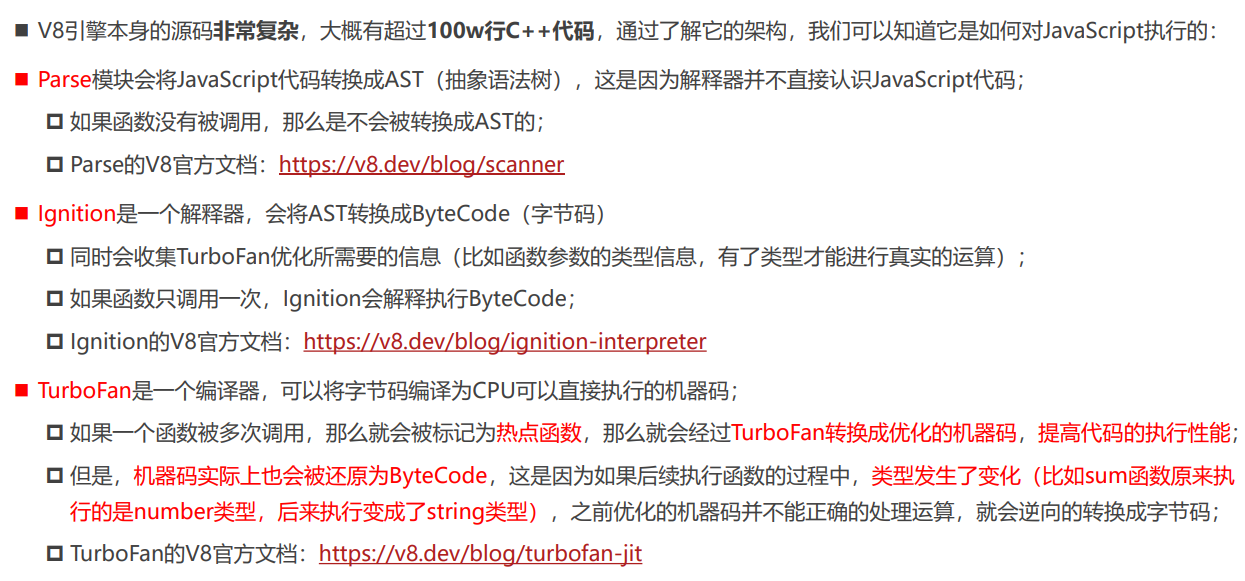 V8引擎本身的源码非常复杂，大概有超过100w行C++代码，通过了解它的架构，我们可以知道它是如何对JavaScript执行的：
Parse模块会将JavaScript代码转换成AST（抽象语法树），这是因为解释器并不直接认识JavaScript代码；
如果函数没有被调用，那么是不会被转换成AST的；
Parse的V8官方文档：https://v8.dev/blog/scanner
Ignition是一个解释器，会将AST转换成ByteCode（字节码）
同时会收集TurboFan优化所需要的信息（比如函数参数的类型信息，有了类型才能进行真实的运算）；
如果函数只调用一次，Ignition会解释执行ByteCode；
Ignition的V8官方文档：https://v8.dev/blog/ignition-interpreter
TurboFan是一个编译器，可以将字节码编译为CPU可以直接执行的机器码；
如果一个函数被多次调用，那么就会被标记为热点函数，那么就会经过TurboFan转换成优化的机器码，提高代码的执行性能；
但是，机器码实际上也会被还原为ByteCode，这是因为如果后续执行函数的过程中，类型发生了变化（比如sum函数原来执
行的是number类型，后来执行变成了string类型），之前优化的机器码并不能正确的处理运算，就会逆向的转换成字节码；
TurboFan的V8官方文档：https://v8.dev/blog/turbofan-jit